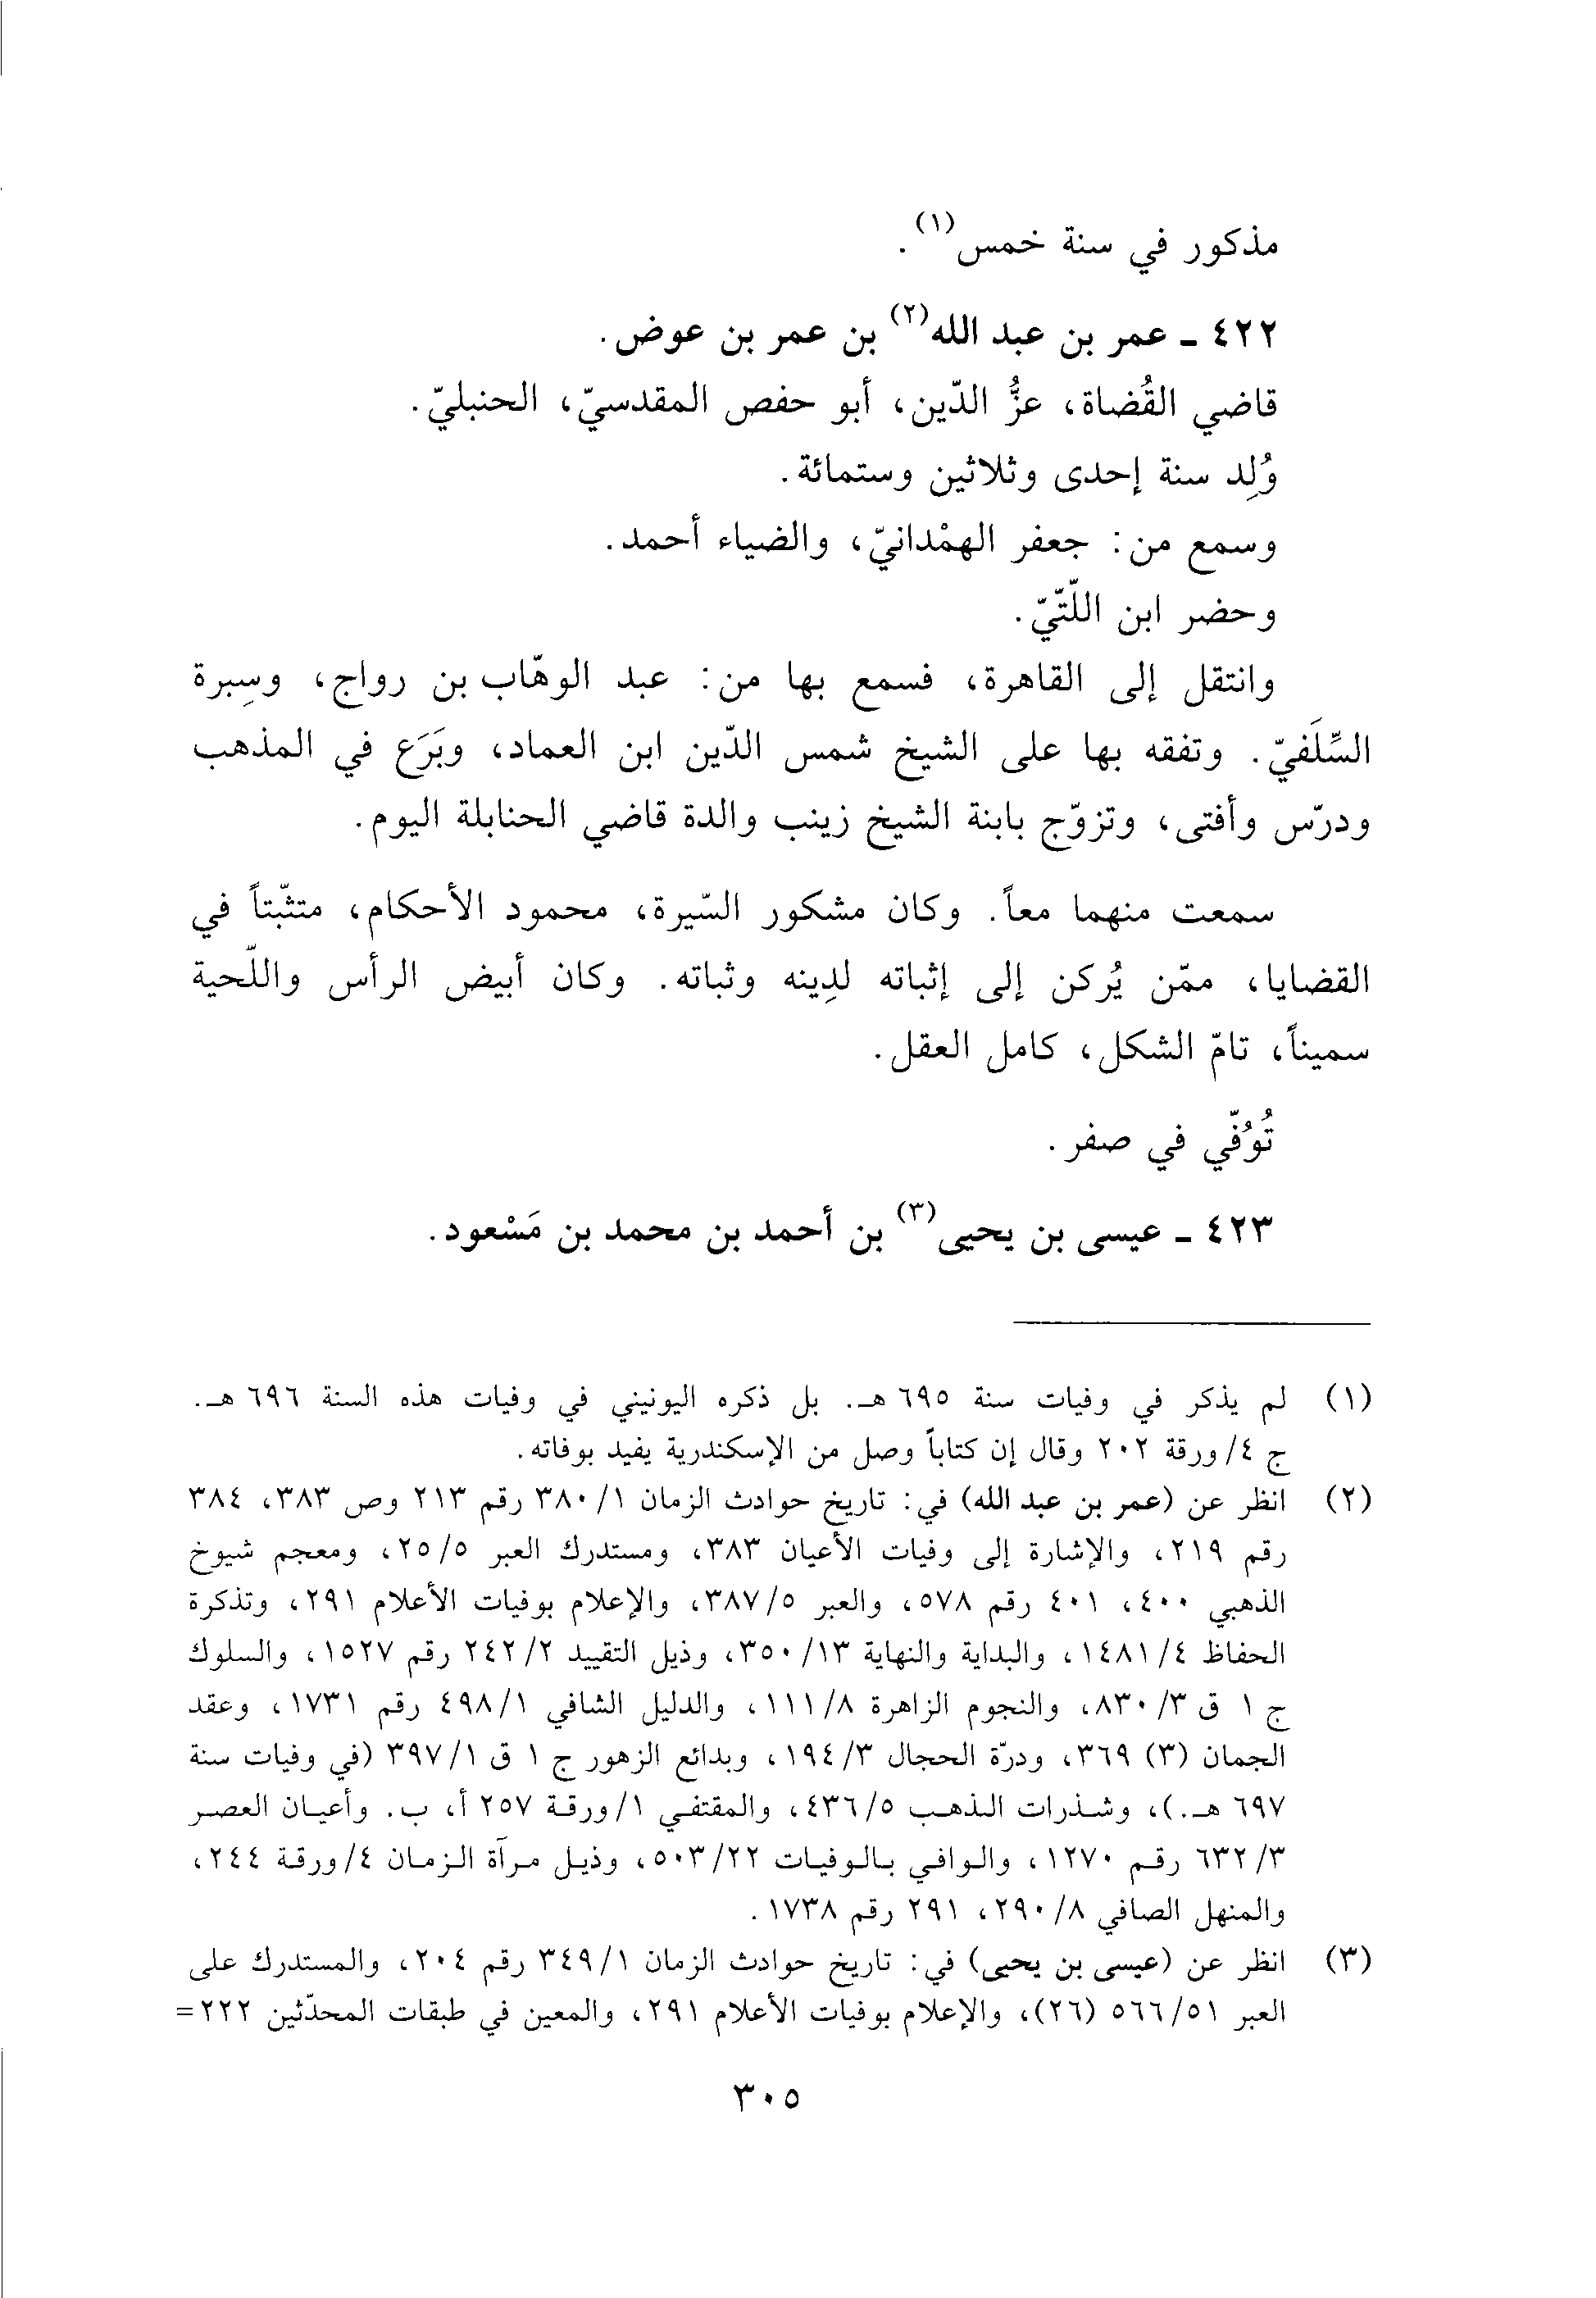 مذكور في سنة خمس(١).
٤٢٢ ـ عمر بن عبد الله(٢) بن عمر بن عوض.
قاضي القُضاة، عزُّ الدّين، أبو حفص المقدسيّ، الحنبليّ.
وُلِد سنة إحدى وثلاثين وستمائة.
وسمع من: جعفر الهمْدانيّ، والضياء أحمد.
وحضر ابن اللّتّيّ.
وانتقل إلى القاهرة، فسمع بها من: عبد الوهّاب بن رواج، وسِبرة
السِّلَفيّ. وتفقه بها على الشيخ شمس الدّين ابن العماد، وبَرَع في المذهب
ودرّس وأفتى، وتزوّج بابنة الشيخ زينب والدة قاضي الحنابلة اليوم.
سمعت منهما معاً. وكان مشكور السّيرة، محمود الأحكام، متثّبتاً في
القضايا، ممّن يُركن إلى إثباته لدِينه وثباته. وكان أبيض الرأس واللّحية
سميناً، تامّ الشكل، كامل العقل.
تُوُفّي في صفر.
٤٢٣ ـ عيسى بن يحيى(٣) بن أحمد بن محمد بن مَسْعود.
(١) لم يذكر في وفيات سنة ٦٩٥ هـ. بل ذكره اليونيني في وفيات هذه السنة ٦٩٦ هـ.
ج ٤/ ورقة ٢٠٢ وقال إن كتاباً وصل من الإسكندرية يفيد بوفاته.
(٢) انظر عن (عمر بن عبد الله) في: تاريخ حوادث الزمان ١/ ٣٨٠ رقم ٢١٣ وص ٣٨٣، ٣٨٤
رقم ٢١٩، والإشارة إلى وفيات الأعيان ٣٨٣، ومستدرك العبر ٥/ ٢٥، ومعجم شيوخ
الذهبي ٤٠٠، ٤٠١ رقم ٥٧٨، والعبر ٥/ ٣٨٧، والإعلام بوفيات الأعلام ٢٩١، وتذكرة
الحفاظ ٤/ ١٤٨١، والبداية والنهاية ١٣/ ٣٥٠، وذيل التقييد ٢/ ٢٤٢ رقم ١٥٢٧، والسلوك
ج ١ ق ٣/ ٨٣٠، والنجوم الزاهرة ٨/ ١١١، والدليل الشافي ١/ ٤٩٨ رقم ١٧٣١، وعقد
الجمان (٣) ٣٦٩، ودرّة الحجال ٣/ ١٩٤، وبدائع الزهور ج ١ ق ١/ ٣٩٧ (في وفيات سنة
٦٩٧ هـ.)، وشذرات الذهب ٥/ ٤٣٦، والمقتفي ١/ ورقة ٢٥٧ أ، ب. وأعيان العصر
٣/ ٦٣٢ رقم ١٢٧٠، والوافي بالوفيات ٢٢/ ٥٠٣، وذيل مرآة الزمان ٤/ ورقة ٢٤٤،
والمنهل الصافي ٨/ ٢٩٠، ٢٩١ رقم ١٧٣٨.
(٣) انظر عن (عيسى بن يحيى) في: تاريخ حوادث الزمان ١/ ٣٤٩ رقم ٢٠٤، والمستدرك على
العبر ٥١/ ٥٦٦ (٢٦)، والإعلام بوفيات الأعلام ٢٩١، والمعين في طبقات المحدّثين ٢٢٢ =
٣٠٥